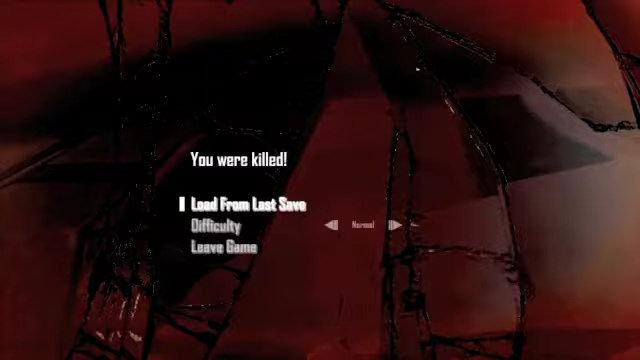 You were killed!
Load From Last Save
Difficulty Normal
Leave Game